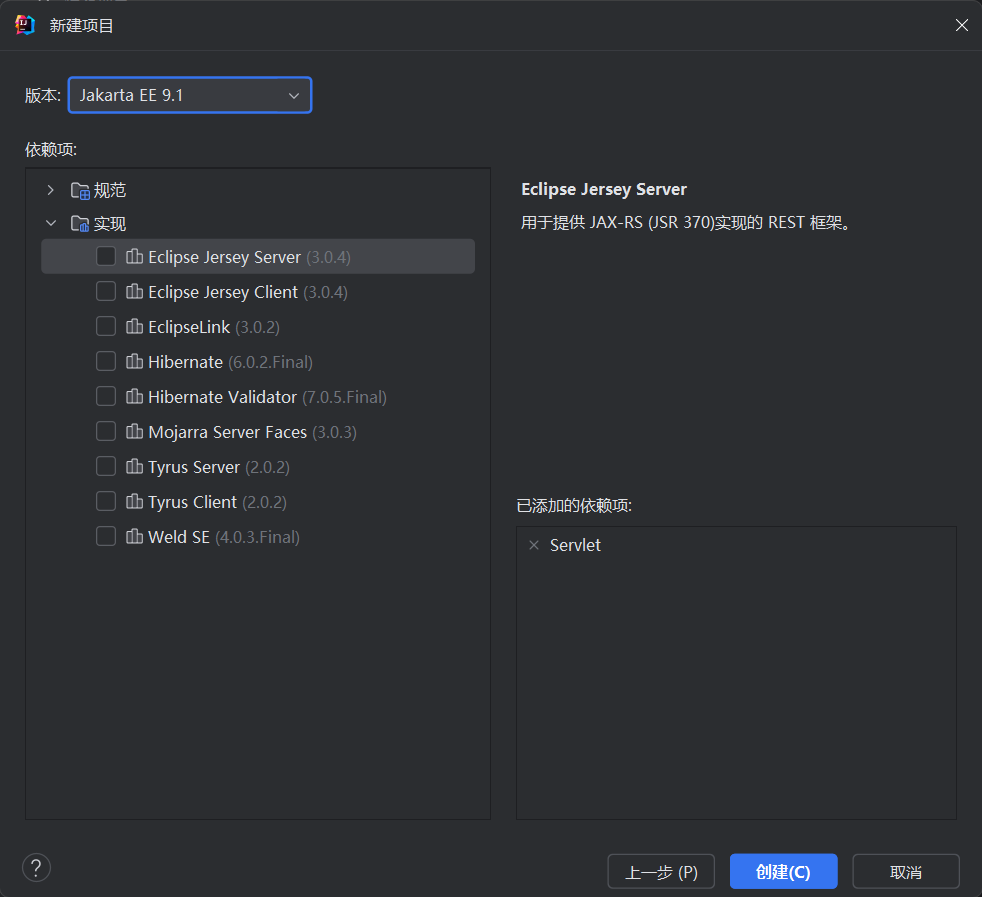 新建项目
版本: Jakarta EE 9.1
依赖项:
规范
实现
Eclipse Jersey Server (3.0.4)
Eclipse Jersey Client (3.0.4)
EclipseLink (3.0.2)
Hibernate (6.0.2.Final)
Hibernate Validator (7.0.5.Final)
Mojarra Server Faces (3.0.3)
Tyrus Server (2.0.2)
Tyrus Client (2.0.2)
Weld SE (4.0.3.Final)
Eclipse Jersey Server
用于提供 JAX-RS (JSR 370)实现的 REST 框架。
已添加的依赖项:
Servlet
? 上一步 (P) 创建(C) 取消